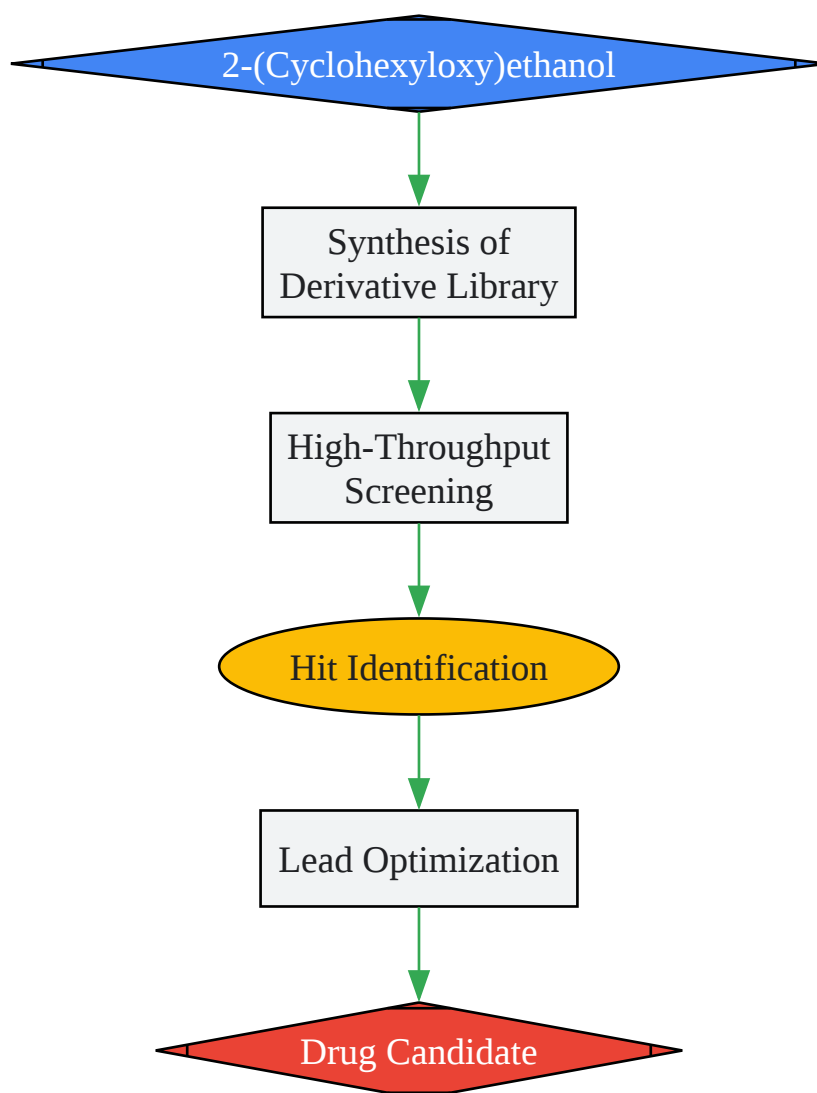 2-(Cyclohexyloxy)ethanol
Synthesis of
Derivative Library
High-Throughput
Screening
Hit Identification
Lead Optimization
Drug Candidate